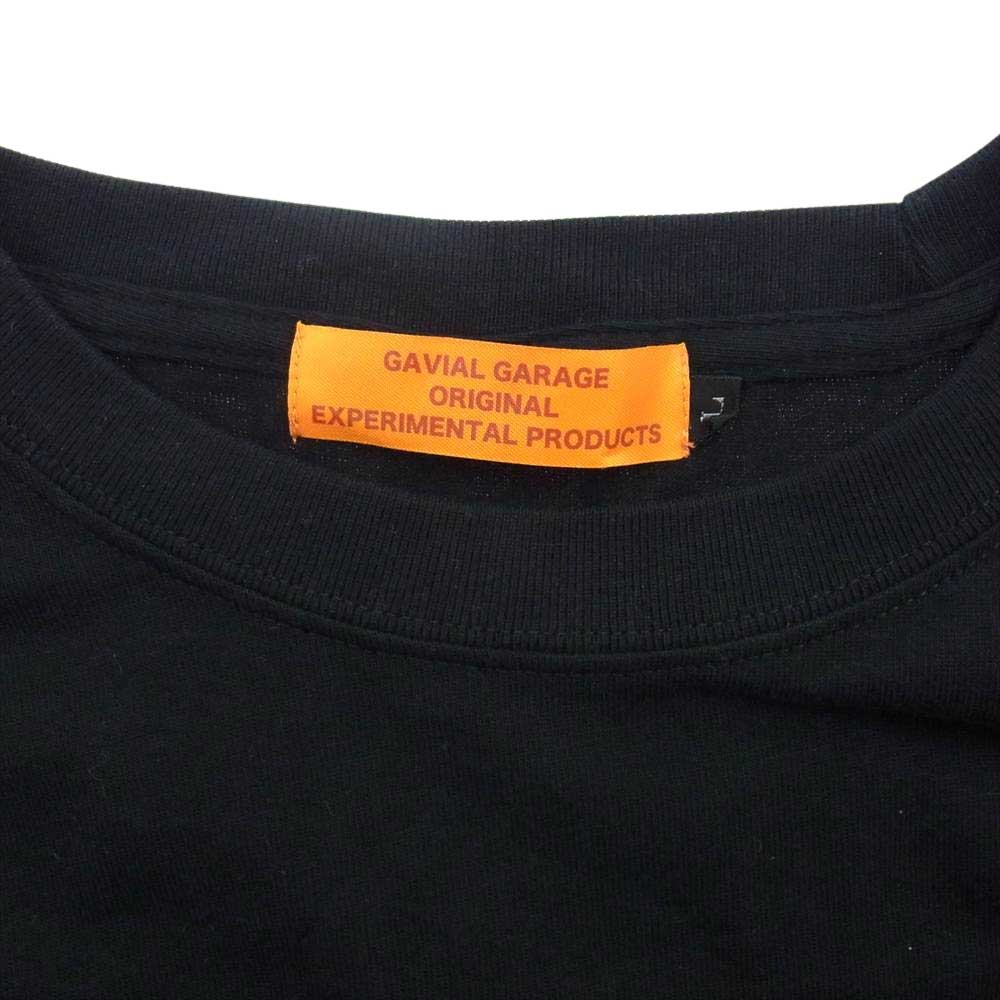 GAVIAL GARAGE
ORIGINAL
EXPERIMENTAL PRODUCTS
L